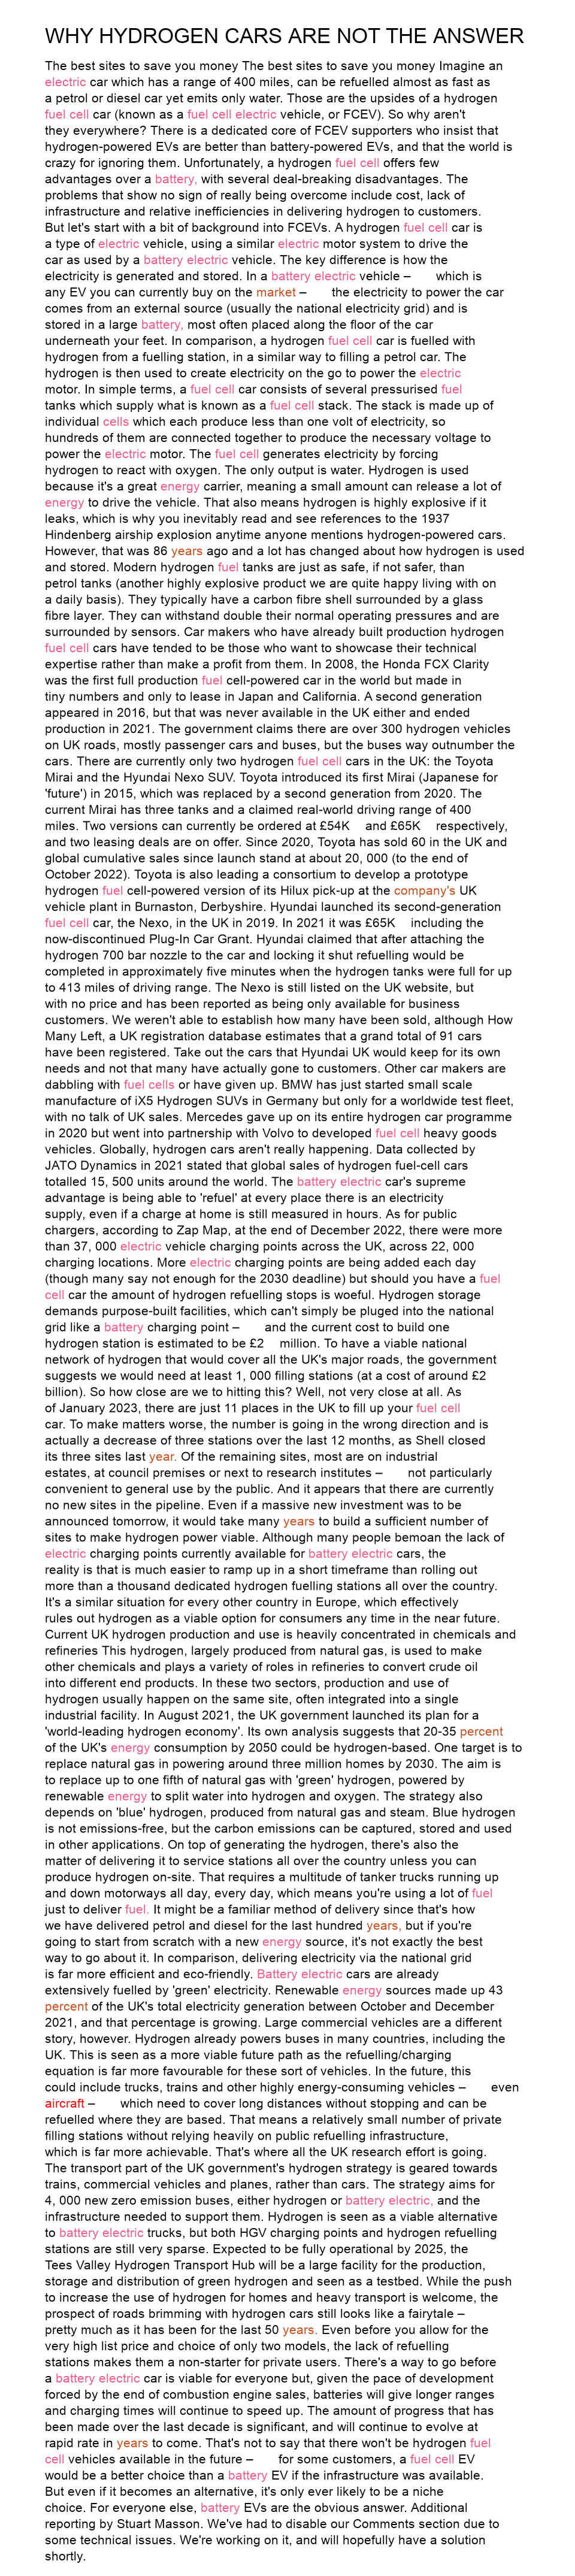 WHY HYDROGEN CARS ARE NOT THE ANSWER
The best sites to save you money The best sites to save you money Imagine an
electric car which has a range of 400 miles, can be refuelled almost as fast as
a petrol or diesel car yet emits only water. Those are the upsides of a hydrogen
fuel cell car (known as a fuel cell electric vehicle, or FCEV). So why aren't
they everywhere? There is a dedicated core of FCEV supporters who insist that
hydrogen-powered EVs are better than battery-powered EVs, and that the world is
crazy for ignoring them. Unfortunately, a hydrogen fuel cell offers few
advantages over a battery, with several deal-breaking disadvantages. The
problems that show no sign of really being overcome include cost, lack of
infrastructure and relative inefficiencies in delivering hydrogen to customers.
But let's start with a bit of background into FCEVs. A hydrogen fuel cell car is
a type of electric vehicle, using a similar electric motor system to drive the
car as used by a battery electric vehicle. The key difference is how the
electricity is generated and stored. In a battery electric vehicle – which is
any EV you can currently buy on the market – the electricity to power the car
comes from an external source (usually the national electricity grid) and is
stored in a large battery, most often placed along the floor of the car
underneath your feet. In comparison, a hydrogen fuel cell car is fuelled with
hydrogen from a fuelling station, in a similar way to filling a petrol car. The
hydrogen is then used to create electricity on the go to power the electric
motor. In simple terms, a fuel cell car consists of several pressurised fuel
tanks which supply what is known as a fuel cell stack. The stack is made up of
individual cells which each produce less than one volt of electricity, so
hundreds of them are connected together to produce the necessary voltage to
power the electric motor. The fuel cell generates electricity by forcing
hydrogen to react with oxygen. The only output is water. Hydrogen is used
because it's a great energy carrier, meaning a small amount can release a lot of
energy to drive the vehicle. That also means hydrogen is highly explosive if it
leaks, which is why you inevitably read and see references to the 1937
Hindenberg airship explosion anytime anyone mentions hydrogen-powered cars.
However, that was 86 years ago and a lot has changed about how hydrogen is used
and stored. Modern hydrogen fuel tanks are just as safe, if not safer, than
petrol tanks (another highly explosive product we are quite happy living with on
a daily basis). They typically have a carbon fibre shell surrounded by a glass
fibre layer. They can withstand double their normal operating pressures and are
surrounded by sensors. Car makers who have already built production hydrogen
fuel cell cars have tended to be those who want to showcase their technical
expertise rather than make a profit from them. In 2008, the Honda FCX Clarity
was the first full production fuel cell-powered car in the world but made in
tiny numbers and only to lease in Japan and California. A second generation
appeared in 2016, but that was never available in the UK either and ended
production in 2021. The government claims there are over 300 hydrogen vehicles
on UK roads, mostly passenger cars and buses, but the buses way outnumber the
cars. There are currently only two hydrogen fuel cell cars in the UK: the Toyota
Mirai and the Hyundai Nexo SUV. Toyota introduced its first Mirai (Japanese for
'future') in 2015, which was replaced by a second generation from 2020. The
current Mirai has three tanks and a claimed real-world driving range of 400
miles. Two versions can currently be ordered at £54K and £65K respectively,
and two leasing deals are on offer. Since 2020, Toyota has sold 60 in the UK and
global cumulative sales since launch stand at about 20, 000 (to the end of
October 2022). Toyota is also leading a consortium to develop a prototype
hydrogen fuel cell-powered version of its Hilux pick-up at the company's UK
vehicle plant in Burnaston, Derbyshire. Hyundai launched its second-generation
fuel cell car, the Nexo, in the UK in 2019. In 2021 it was £65K including the
now-discontinued Plug-In Car Grant. Hyundai claimed that after attaching the
hydrogen 700 bar nozzle to the car and locking it shut refuelling would be
completed in approximately five minutes when the hydrogen tanks were full for up
to 413 miles of driving range. The Nexo is still listed on the UK website, but
with no price and has been reported as being only available for business
customers. We weren't able to establish how many have been sold, although How
Many Left, a UK registration database estimates that a grand total of 91 cars
have been registered. Take out the cars that Hyundai UK would keep for its own
needs and not that many have actually gone to customers. Other car makers are
dabbling with fuel cells or have given up. BMW has just started small scale
manufacture of iX5 Hydrogen SUVs in Germany but only for a worldwide test fleet,
with no talk of UK sales. Mercedes gave up on its entire hydrogen car programme
in 2020 but went into partnership with Volvo to developed fuel cell heavy goods
vehicles. Globally, hydrogen cars aren't really happening. Data collected by
JATO Dynamics in 2021 stated that global sales of hydrogen fuel-cell cars
totalled 15, 500 units around the world. The battery electric car's supreme
advantage is being able to 'refuel' at every place there is an electricity
supply, even if a charge at home is still measured in hours. As for public
chargers, according to Zap Map, at the end of December 2022, there were more
than 37, 000 electric vehicle charging points across the UK, across 22, 000
charging locations. More electric charging points are being added each day
(though many say not enough for the 2030 deadline) but should you have a fuel
cell car the amount of hydrogen refuelling stops is woeful. Hydrogen storage
demands purpose-built facilities, which can't simply be pluged into the national
grid like a battery charging point – and the current cost to build one
hydrogen station is estimated to be £2 million. To have a viable national
network of hydrogen that would cover all the UK's major roads, the government
suggests we would need at least 1, 000 filling stations (at a cost of around £2
billion). So how close are we to hitting this? Well, not very close at all. As
of January 2023, there are just 11 places in the UK to fill up your fuel cell
car. To make matters worse, the number is going in the wrong direction and is
actually a decrease of three stations over the last 12 months, as Shell closed
its three sites last year. Of the remaining sites, most are on industrial
estates, at council premises or next to research institutes – not particularly
convenient to general use by the public. And it appears that there are currently
no new sites in the pipeline. Even if a massive new investment was to be
announced tomorrow, it would take many years to build a sufficient number of
sites to make hydrogen power viable. Although many people bemoan the lack of
electric charging points currently available for battery electric cars, the
reality is that is much easier to ramp up in a short timeframe than rolling out
more than a thousand dedicated hydrogen fuelling stations all over the country.
It's a similar situation for every other country in Europe, which effectively
rules out hydrogen as a viable option for consumers any time in the near future.
Current UK hydrogen production and use is heavily concentrated in chemicals and
refineries This hydrogen, largely produced from natural gas, is used to make
other chemicals and plays a variety of roles in refineries to convert crude oil
into different end products. In these two sectors, production and use of
hydrogen usually happen on the same site, often integrated into a single
industrial facility. In August 2021, the UK government launched its plan for a
'world-leading hydrogen economy'. Its own analysis suggests that 20-35 percent
of the UK's energy consumption by 2050 could be hydrogen-based. One target is to
replace natural gas in powering around three million homes by 2030. The aim is
to replace up to one fifth of natural gas with 'green' hydrogen, powered by
renewable energy to split water into hydrogen and oxygen. The strategy also
depends on 'blue' hydrogen, produced from natural gas and steam. Blue hydrogen
is not emissions-free, but the carbon emissions can be captured, stored and used
in other applications. On top of generating the hydrogen, there's also the
matter of delivering it to service stations all over the country unless you can
produce hydrogen on-site. That requires a multitude of tanker trucks running up
and down motorways all day, every day, which means you're using a lot of fuel
just to deliver fuel. It might be a familiar method of delivery since that's how
we have delivered petrol and diesel for the last hundred years, but if you're
going to start from scratch with a new energy source, it's not exactly the best
way to go about it. In comparison, delivering electricity via the national grid
is far more efficient and eco-friendly. Battery electric cars are already
extensively fuelled by 'green' electricity. Renewable energy sources made up 43
percent of the UK's total electricity generation between October and December
2021, and that percentage is growing. Large commercial vehicles are a different
story, however. Hydrogen already powers buses in many countries, including the
UK. This is seen as a more viable future path as the refuelling/charging
equation is far more favourable for these sort of vehicles. In the future, this
could include trucks, trains and other highly energy-consuming vehicles – even
aircraft – which need to cover long distances without stopping and can be
refuelled where they are based. That means a relatively small number of private
filling stations without relying heavily on public refuelling infrastructure,
which is far more achievable. That's where all the UK research effort is going.
The transport part of the UK government's hydrogen strategy is geared towards
trains, commercial vehicles and planes, rather than cars. The strategy aims for
4, 000 new zero emission buses, either hydrogen or battery electric, and the
infrastructure needed to support them. Hydrogen is seen as a viable alternative
to battery electric trucks, but both HGV charging points and hydrogen refuelling
stations are still very sparse. Expected to be fully operational by 2025, the
Tees Valley Hydrogen Transport Hub will be a large facility for the production,
storage and distribution of green hydrogen and seen as a testbed. While the push
to increase the use of hydrogen for homes and heavy transport is welcome, the
prospect of roads brimming with hydrogen cars still looks like a fairytale –
pretty much as it has been for the last 50 years. Even before you allow for the
very high list price and choice of only two models, the lack of refuelling
stations makes them a non-starter for private users. There's a way to go before
a battery electric car is viable for everyone but, given the pace of development
forced by the end of combustion engine sales, batteries will give longer ranges
and charging times will continue to speed up. The amount of progress that has
been made over the last decade is significant, and will continue to evolve at
rapid rate in years to come. That's not to say that there won't be hydrogen fuel
cell vehicles available in the future – for some customers, a fuel cell EV
would be a better choice than a battery EV if the infrastructure was available.
But even if it becomes an alternative, it's only ever likely to be a niche
choice. For everyone else, battery EVs are the obvious answer. Additional
reporting by Stuart Masson. We've had to disable our Comments section due to
some technical issues. We're working on it, and will hopefully have a solution
shortly.